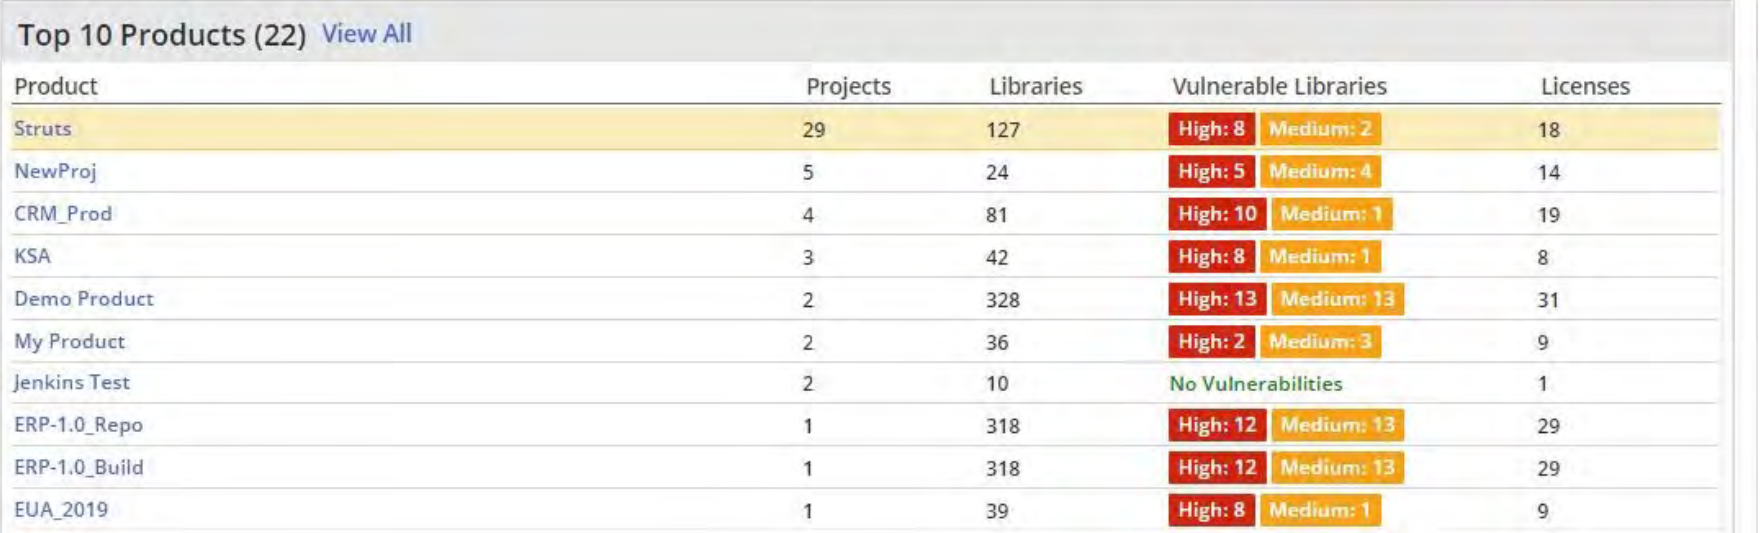 Top 10 Products (22) View All
Product Projects Libraries Vulnerable Libraries Licenses
Struts 29 127 High: 8 Medium: 2 18
NewProj 5 24 High: 5 Medium: 4 14
CRM_Prod 4 81 High: 10 Medium: 1 19
KSA 3 42 High: 8 Medium: 1 8
Demo Product 2 328 High: 13 Medium: 13 31
My Product 2 36 High: 2 Medium: 3 9
Jenkins Test 2 10 No Vulnerabilities 1
ERP-1.0_Repo 1 318 High: 12 Medium: 13 29
ERP-1.0_Build 1 318 High: 12 Medium: 13 29
EUA_2019 1 39 High: 8 Medium: 1 9